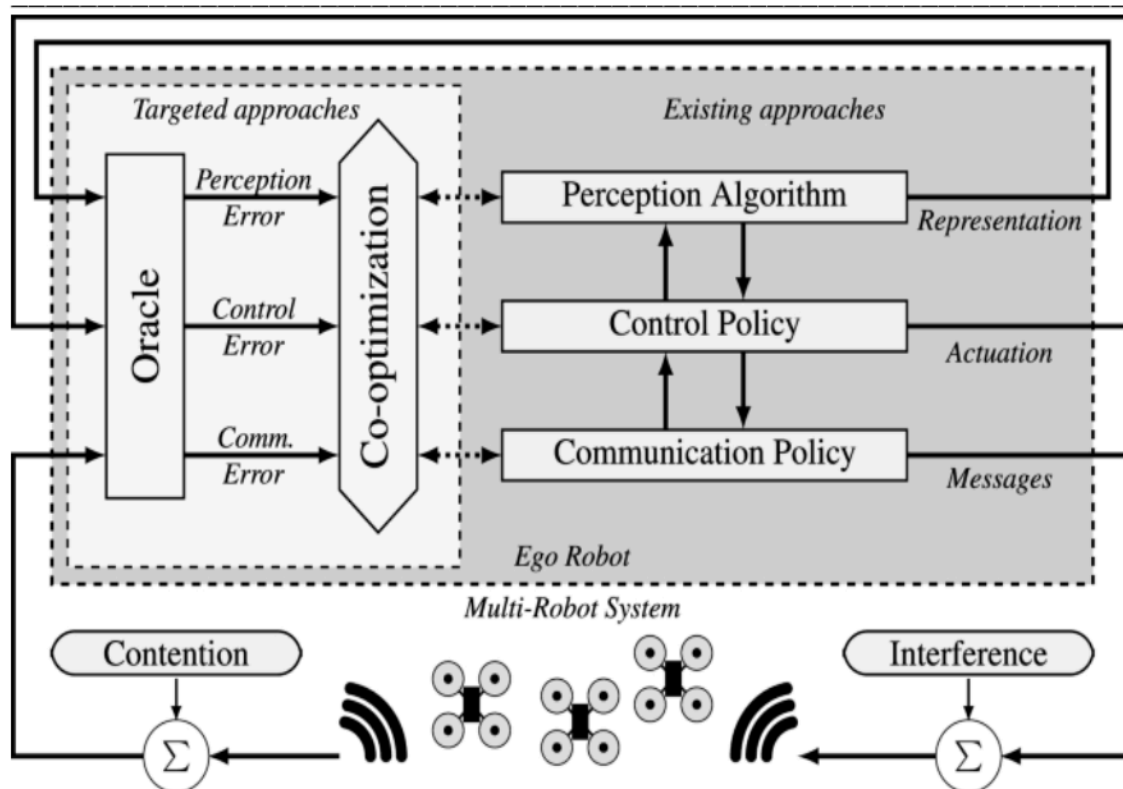 Targeted approaches
Existing approaches
Perception
Error
Perception Algorithm
Representation
Oracle
Co-optimization
Control
Error
Control Policy
Actuation
Comm.
Error
Communication Policy
Messages
Ego Robot
Multi-Robot System
Contention
Interference
Σ
Σ